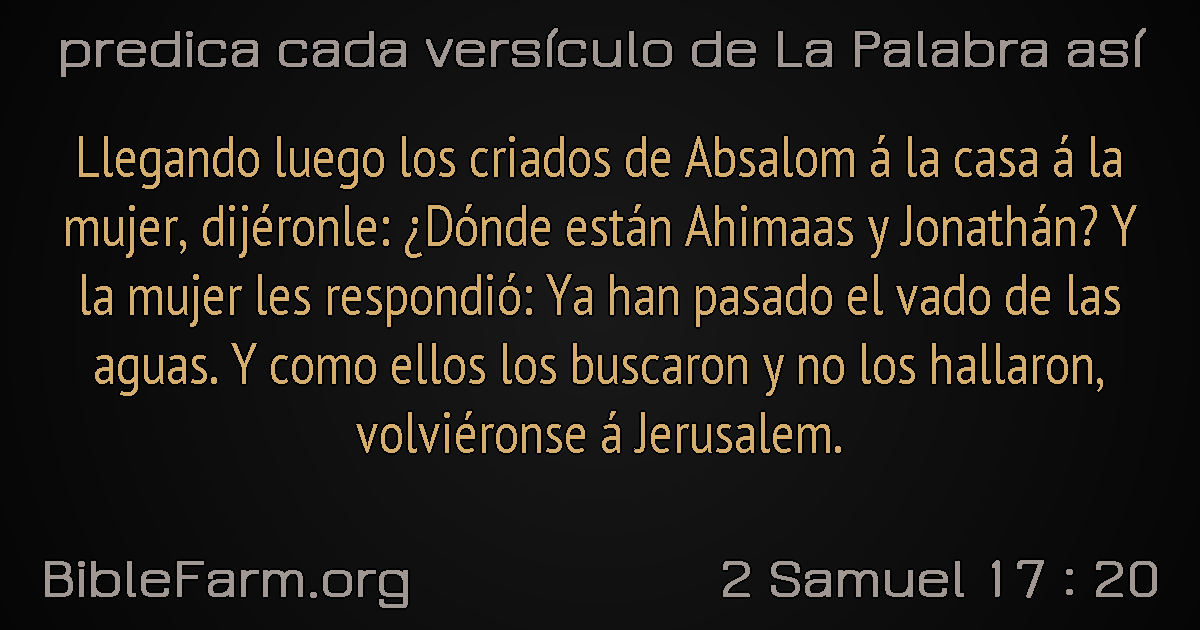 predica cada versículo de La Palabra así
Llegando luego los criados de Absalom á la casa á la
mujer, dijéronle: ¿Dónde están Ahimaas y Jonathán? Y
la mujer les respondió: Ya han pasado el vado de las
aguas. Y como ellos los buscaron y no los hallaron,
volviéronse á Jerusalem.
BibleFarm.org
2 Samuel 17 : 20